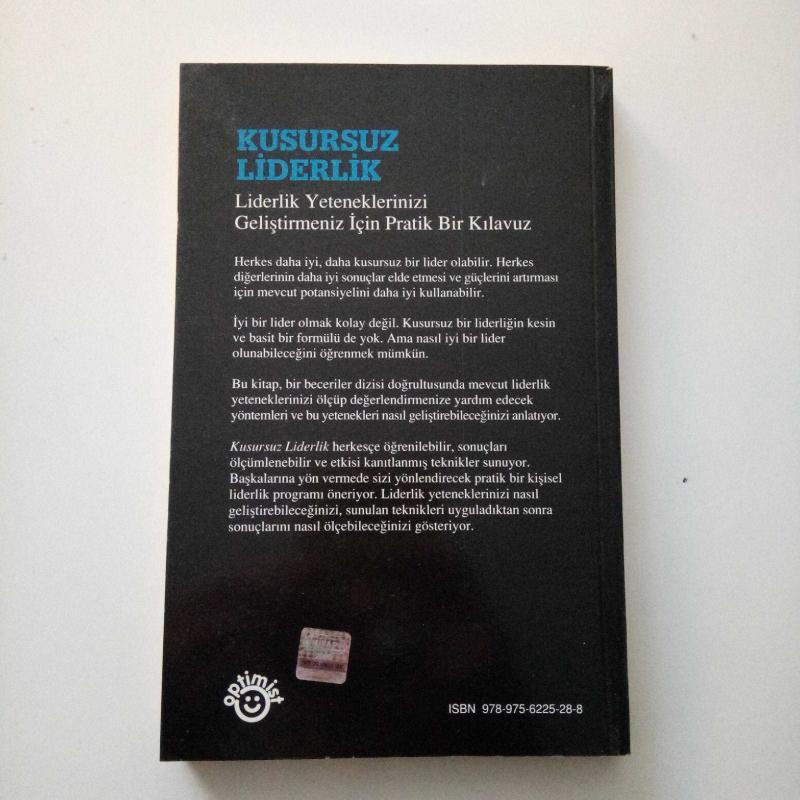 KUSURSUZ
LİDERLİK
Liderlik Yeteneklerinizi
Geliştirmeniz İçin Pratik Bir Kılavuz
Herkes daha iyi, daha kusursuz bir lider olabilir. Herkes
diğerlerinin daha iyi sonuçlar elde etmesi ve güçlerini artırması
için mevcut potansiyelini daha iyi kullanabilir.
İyi bir lider olmak kolay değil. Kusursuz bir liderliğin kesin
ve basit bir formülü de yok. Ama nasıl iyi bir lider
olunabileceğini öğrenmek mümkün.
Bu kitap, bir beceriler dizisi doğrultusunda mevcut liderlik
yeteneklerinizi ölçüp değerlendirmenize yardım edecek
yöntemleri ve bu yetenekleri nasıl geliştirebileceğinizi anlatıyor.
Kusursuz Liderlik herkesçe öğrenilebilir, sonuçları
ölçümlenebilir ve etkisi kanıtlanmış teknikler sunuyor.
Başkalarına yön vermede sizi yönlendirecek pratik bir kişisel
liderlik programı öneriyor. Liderlik yeteneklerinizi nasıl
geliştirebileceğinizi, sunulan teknikleri uyguladıktan sonra
sonuçlarını nasıl ölçebileceğinizi gösteriyor.
optimist
ISBN 978-975-6225-28-8